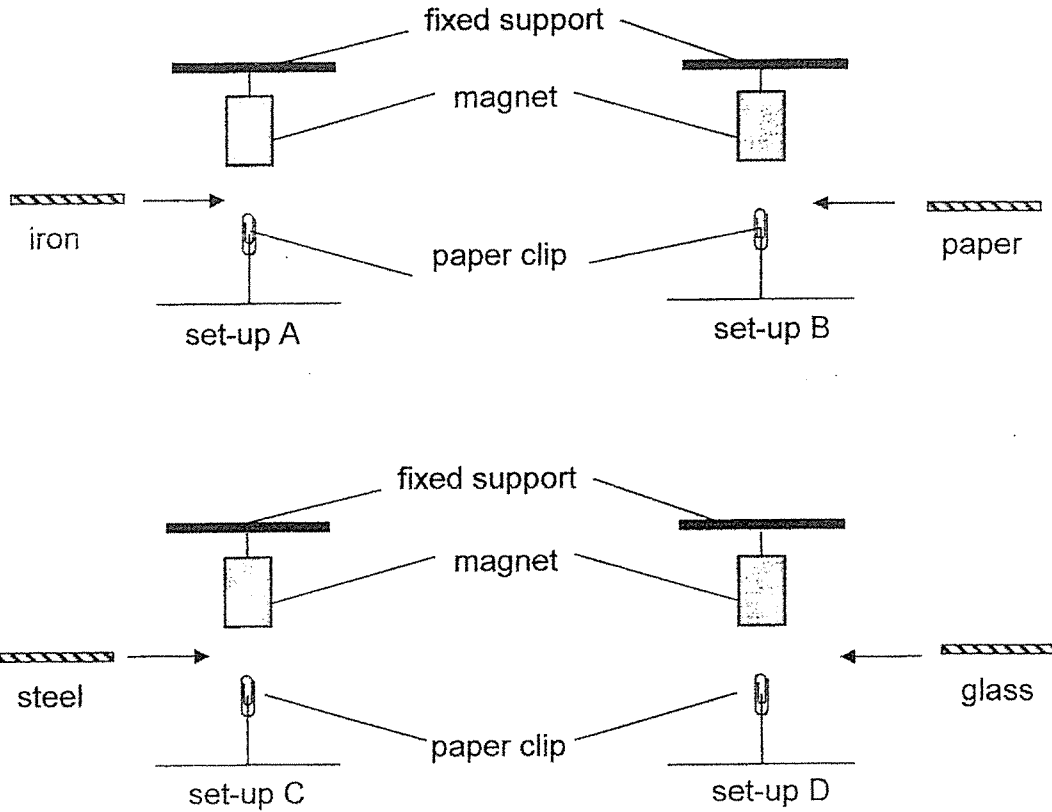 fixed support
magnet
iron
paper
paper clip
set-up A
set-up B
fixed support
magnet
steel
glass
paper clip
set-up C
set-up D